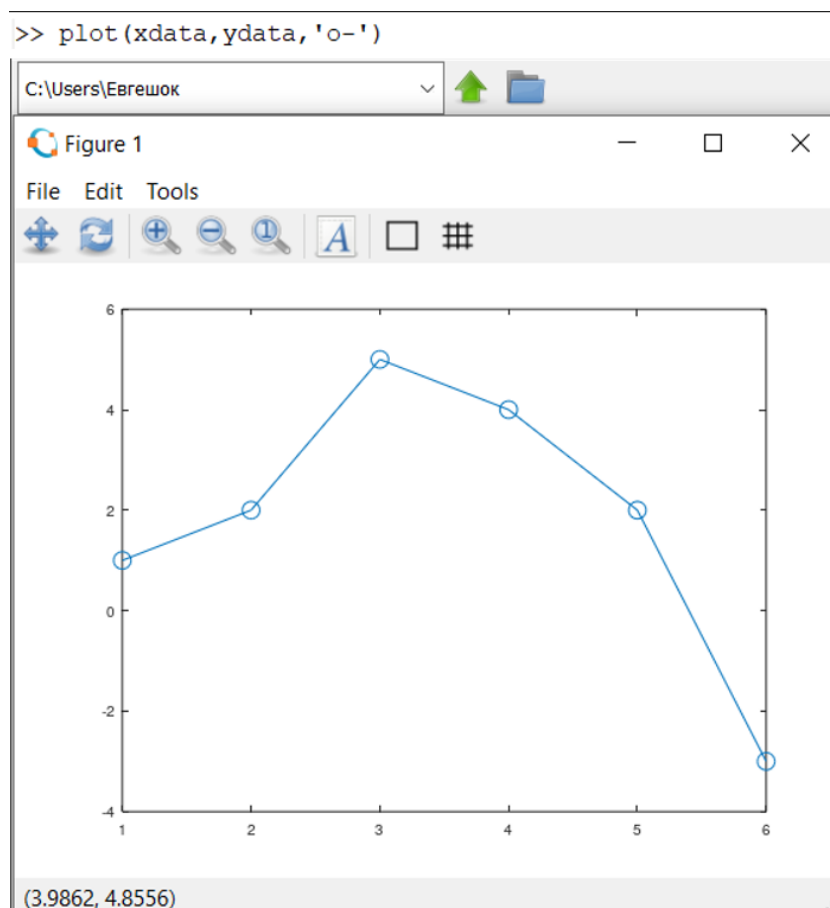 >> plot(xdata,ydata,'o-')
C:\Users\Евгешок
Figure 1
File Edit Tools
1
A
6
4
2
0
-2
-4
1 2 3 4 5 6
(3.9862, 4.8556)